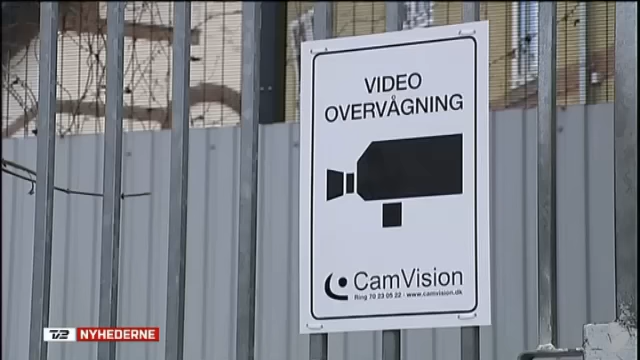 VIDEO
OVERVÅGNING
CamVision
Ring 70 23 05 22 - www.camvision.dk
TV2 NYHEDERNE